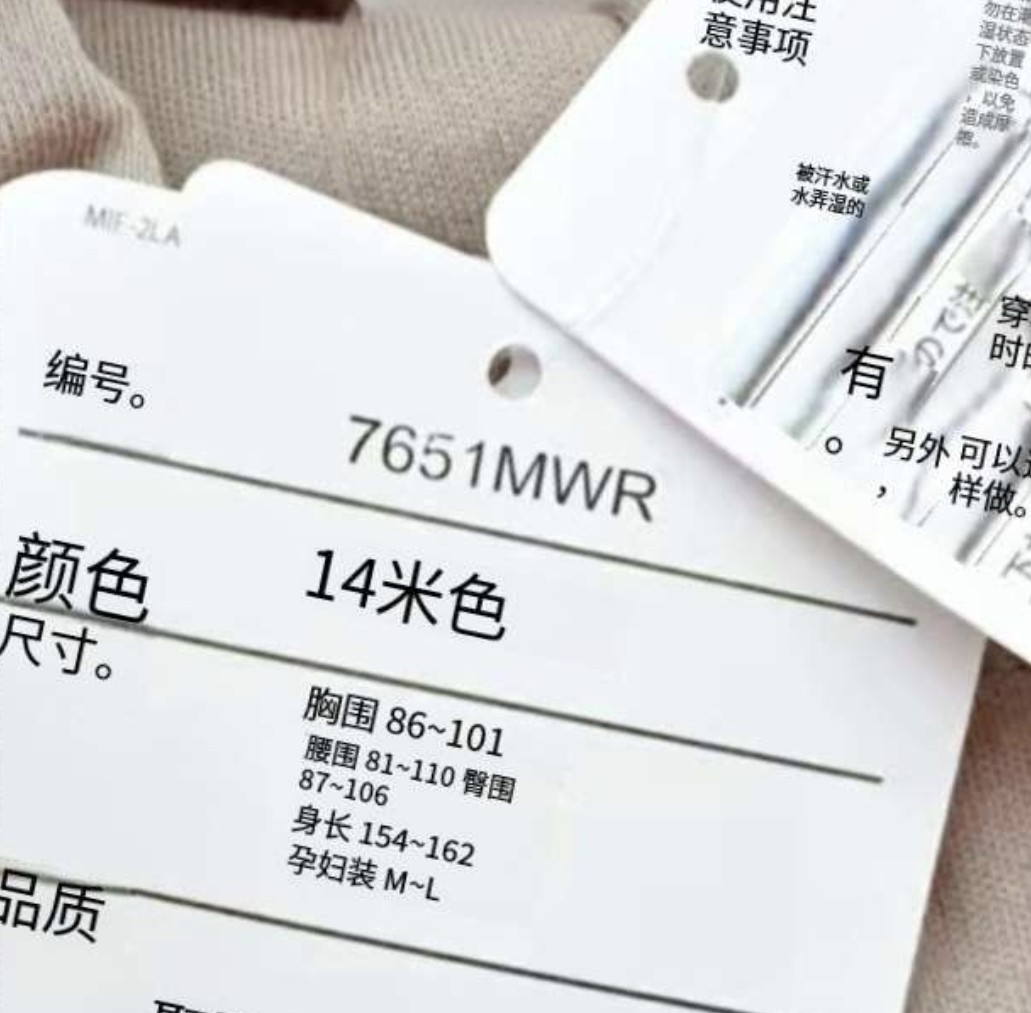 MIF-2LA
编号。
7651MWR
颜色
14米色
尺寸。
胸围 86~101
腰围 81~110 臀围
87~106
身长 154~162
孕妇装 M~L
品质
使用注
意事项
勿在潮
湿状态
下放置
或染色
，以免
造成摩
擦。
被汗水或
水弄湿的
穿
时的
有
。另外
，
可以
样做。